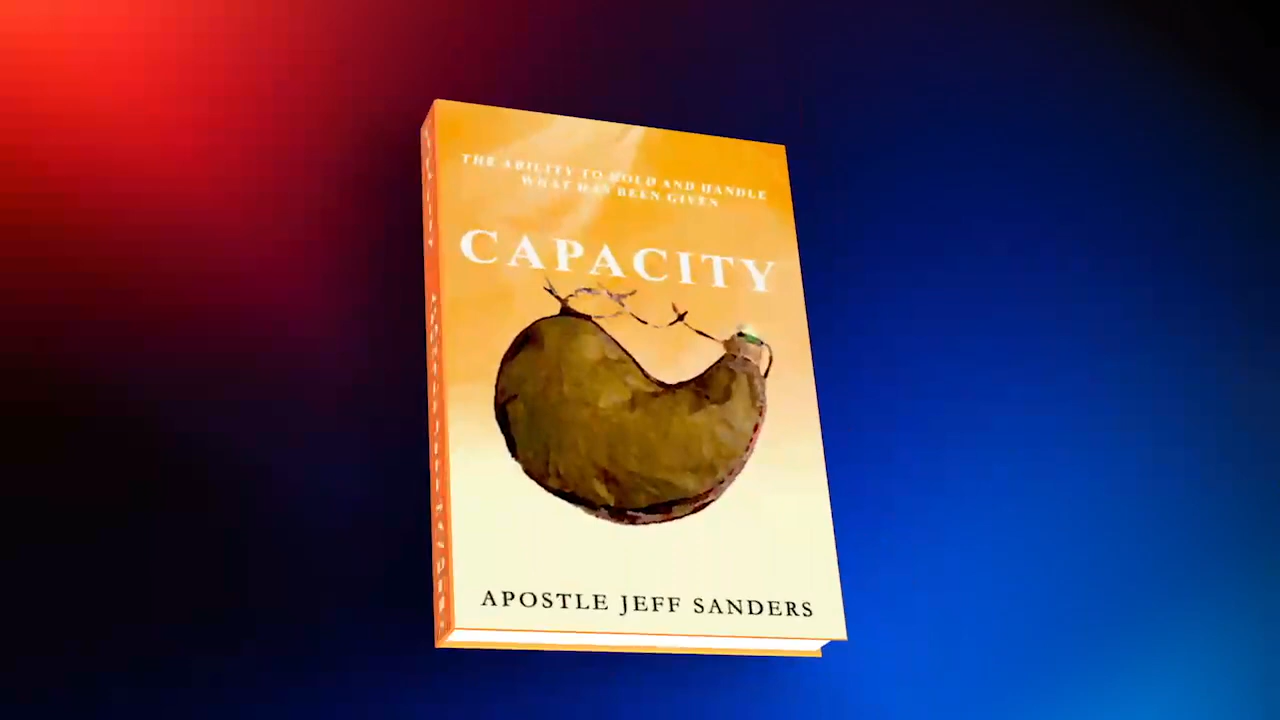 THE ABILITY TO HOLD AND HANDLE
WHAT HAS BEEN GIVEN
CAPACITY
APOSTLE JEFF SANDERS